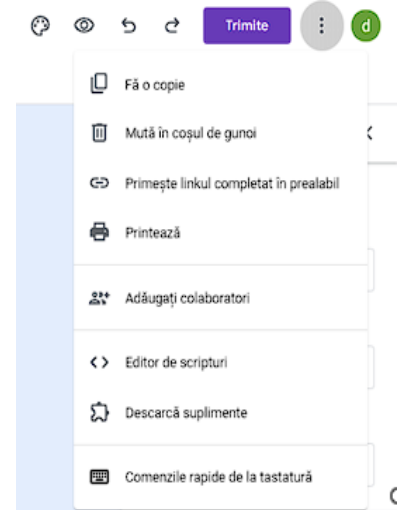 Trimite
d
Fă o copie
Mută în coșul de gunoi
Primește linkul completat în prealabil
Printează
Adăugați colaboratori
Editor de scripturi
Descarcă suplimente
Comenzile rapide de la tastatură